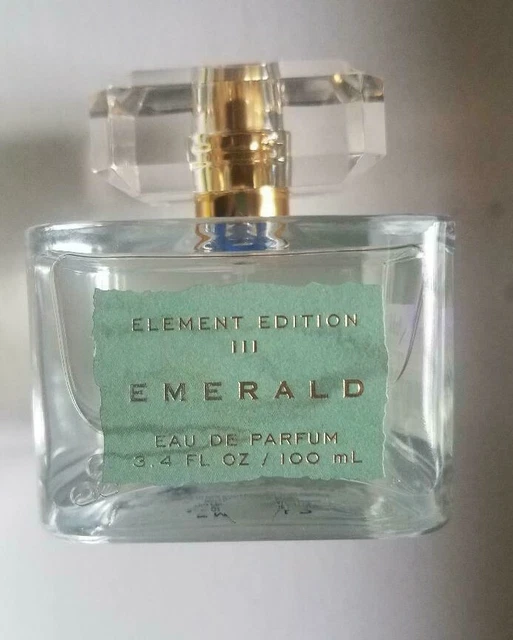 ELEMENT EDITION
III
EMERALD
EAU DE PARFUM
3.4 FL OZ / 100 mL